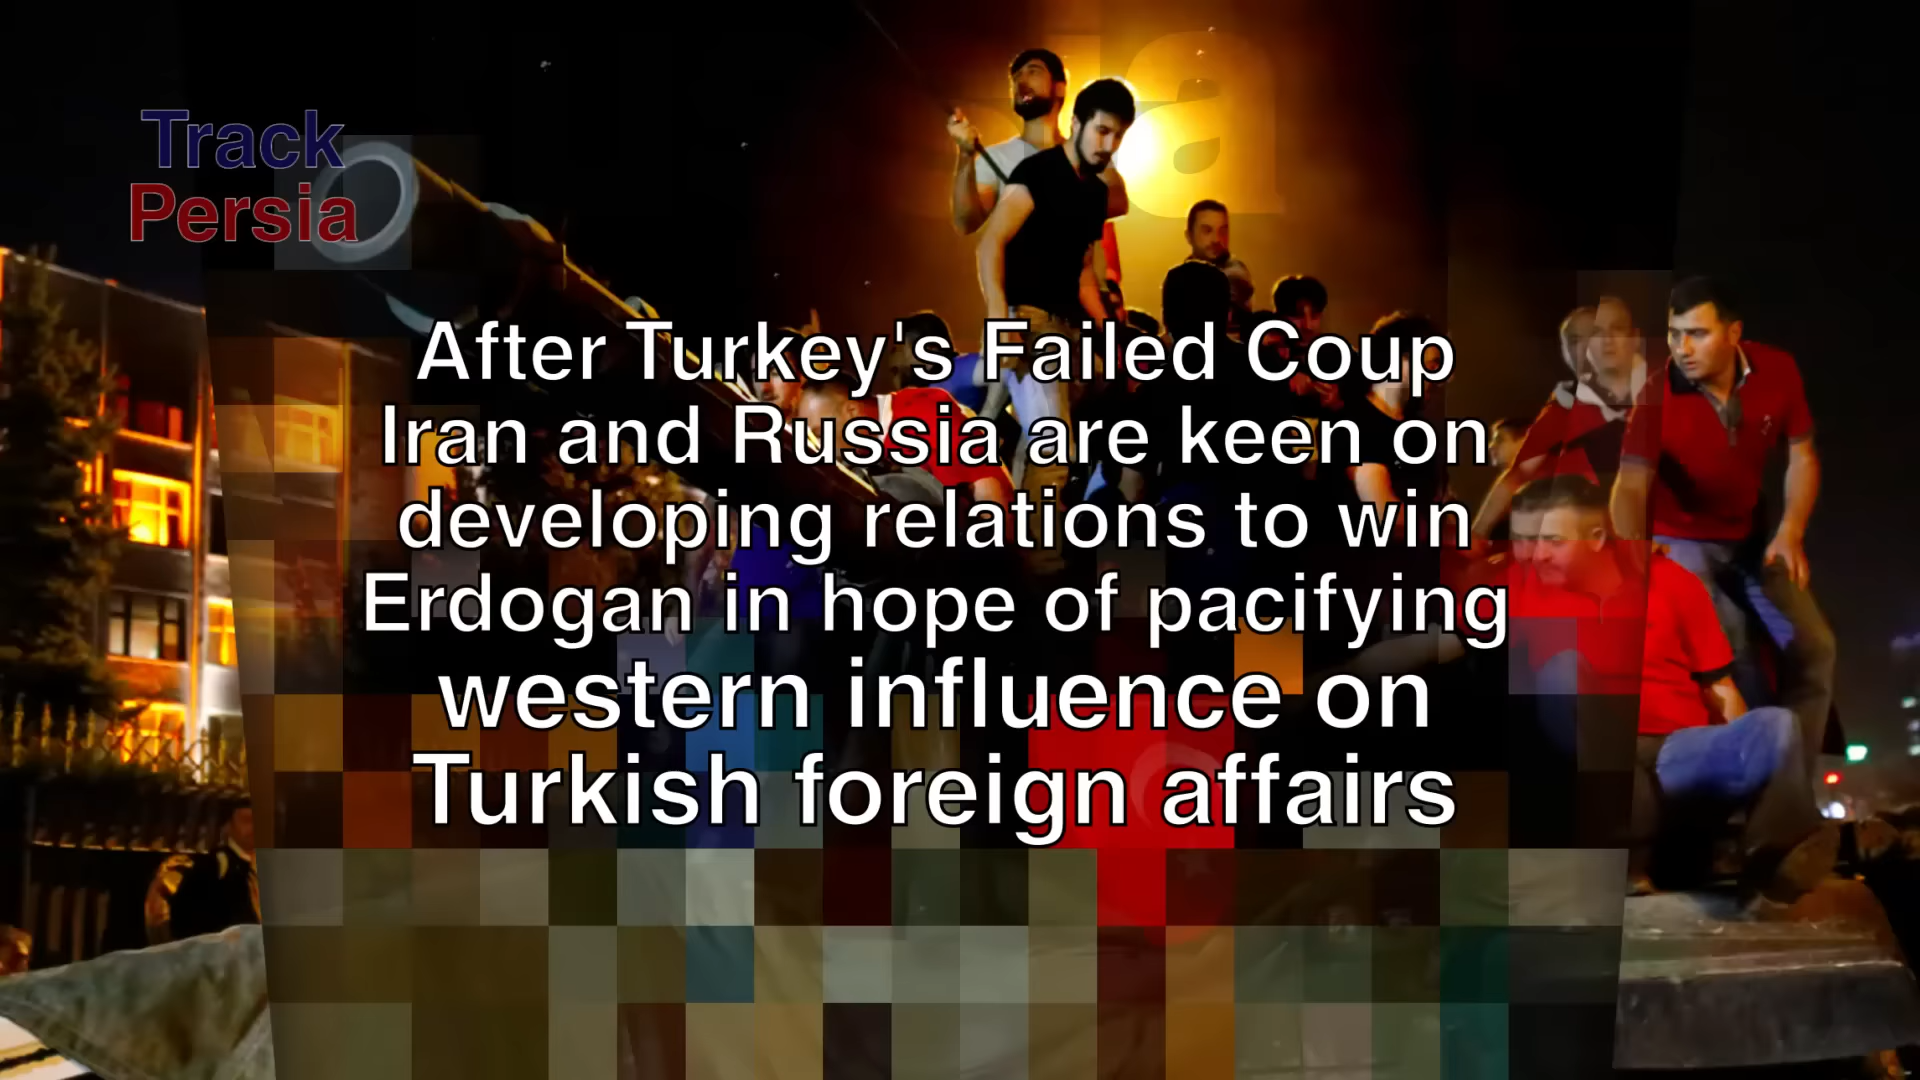 Track
Persia
After Turkey's Failed Coup
Iran and Russia are keen on
developing relations to win
Erdogan in hope of pacifying
western influence on
Turkish foreign affairs